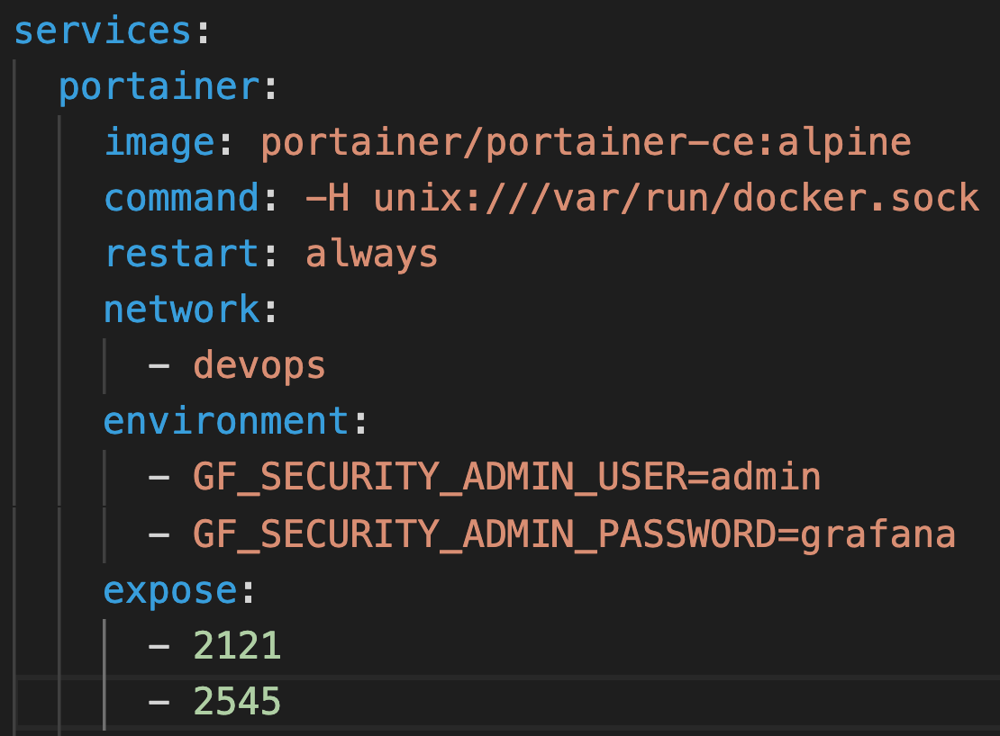 services:
  portainer:
    image: portainer/portainer-ce:alpine
    command: -H unix:///var/run/docker.sock
    restart: always
    network:
      - devops
    environment:
      - GF_SECURITY_ADMIN_USER=admin
      - GF_SECURITY_ADMIN_PASSWORD=grafana
    expose:
      - 2121
      - 2545